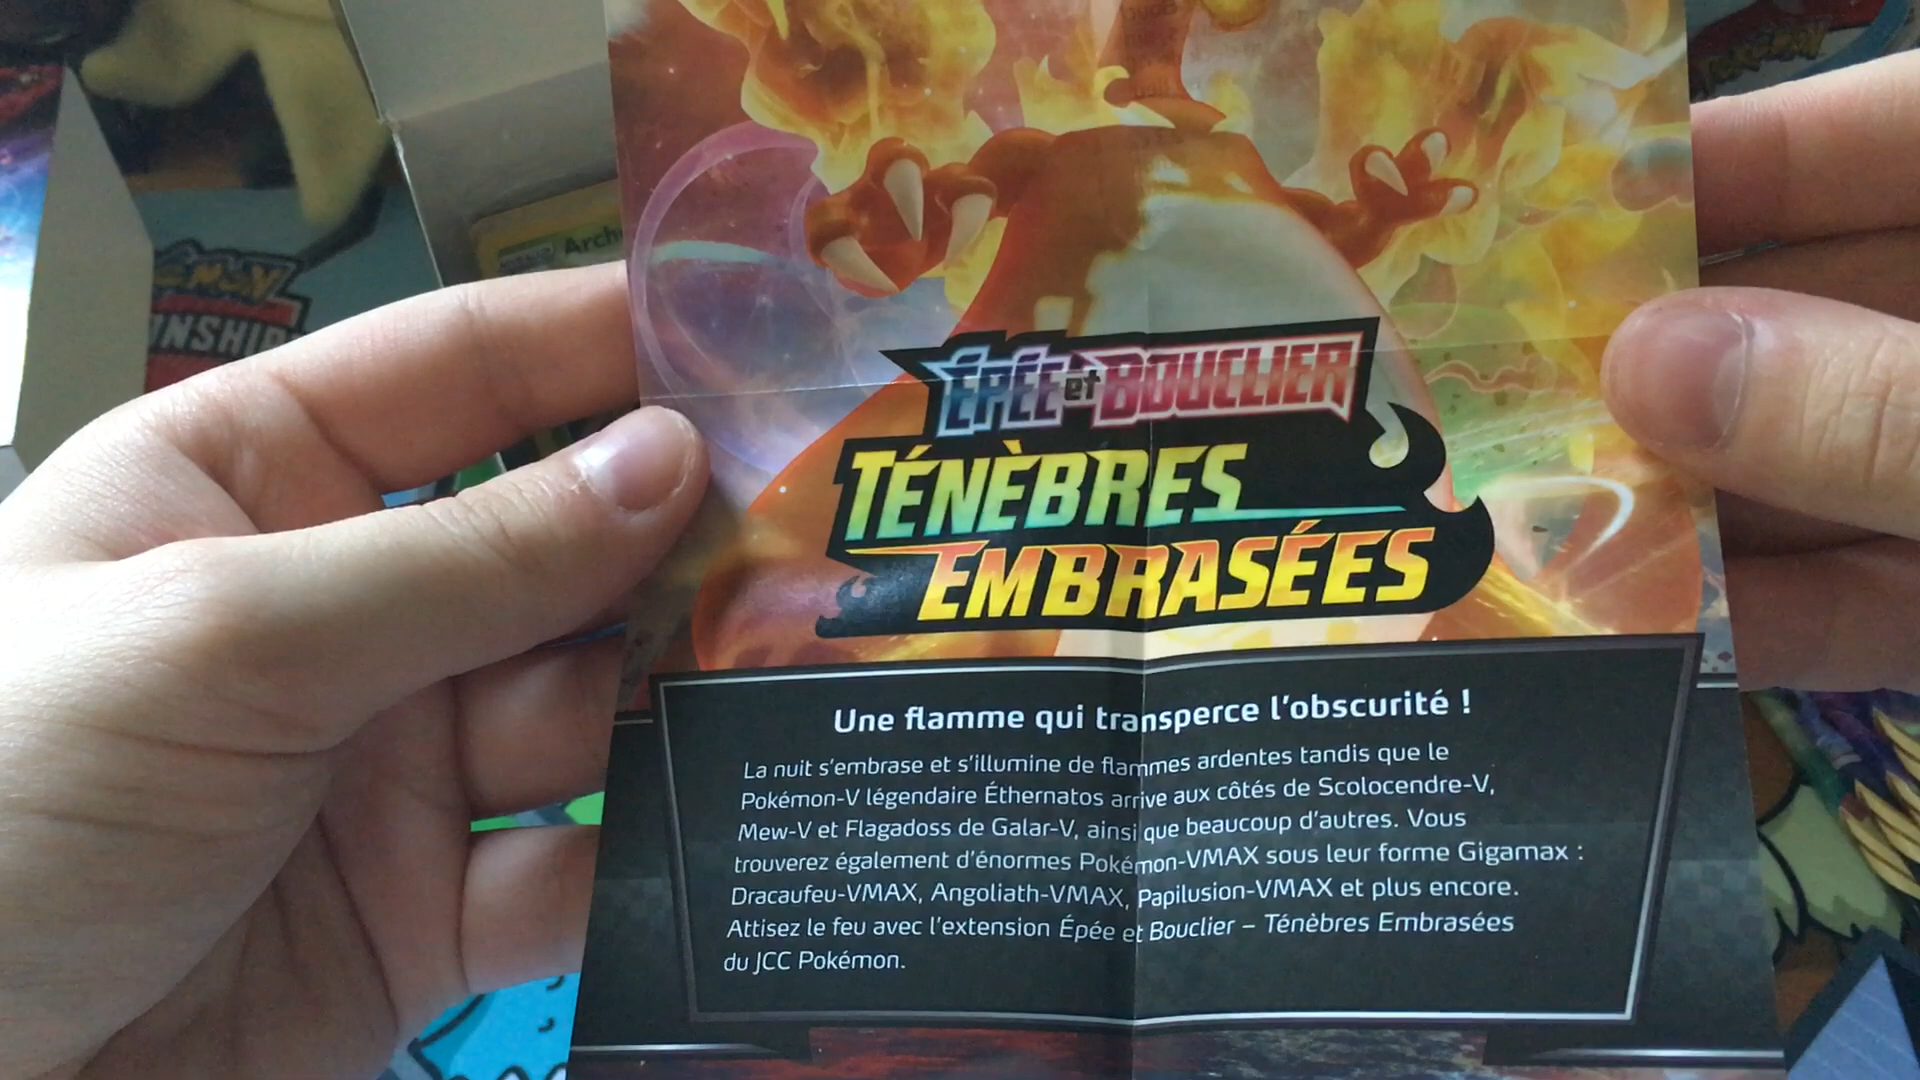 Arch
POKÉMON
ÉPÉE et BOUCLIER
TÉNÈBRES
EMBRASÉES
Une flamme qui transperce l'obscurité !
La nuit s'embrase et s'illumine de flammes ardentes tandis que le
Pokémon-V légendaire Éthernatos arrive aux côtés de Scolocendre-V,
Mew-V et Flagadoss de Galar-V, ainsi que beaucoup d'autres. Vous
trouverez également d'énormes Pokémon-VMAX sous leur forme Gigamax :
Dracaufeu-VMAX, Angoliath-VMAX, Papilusion-VMAX et plus encore.
Attisez le feu avec l'extension Épée et Bouclier – Ténèbres Embrasées
du JCC Pokémon.